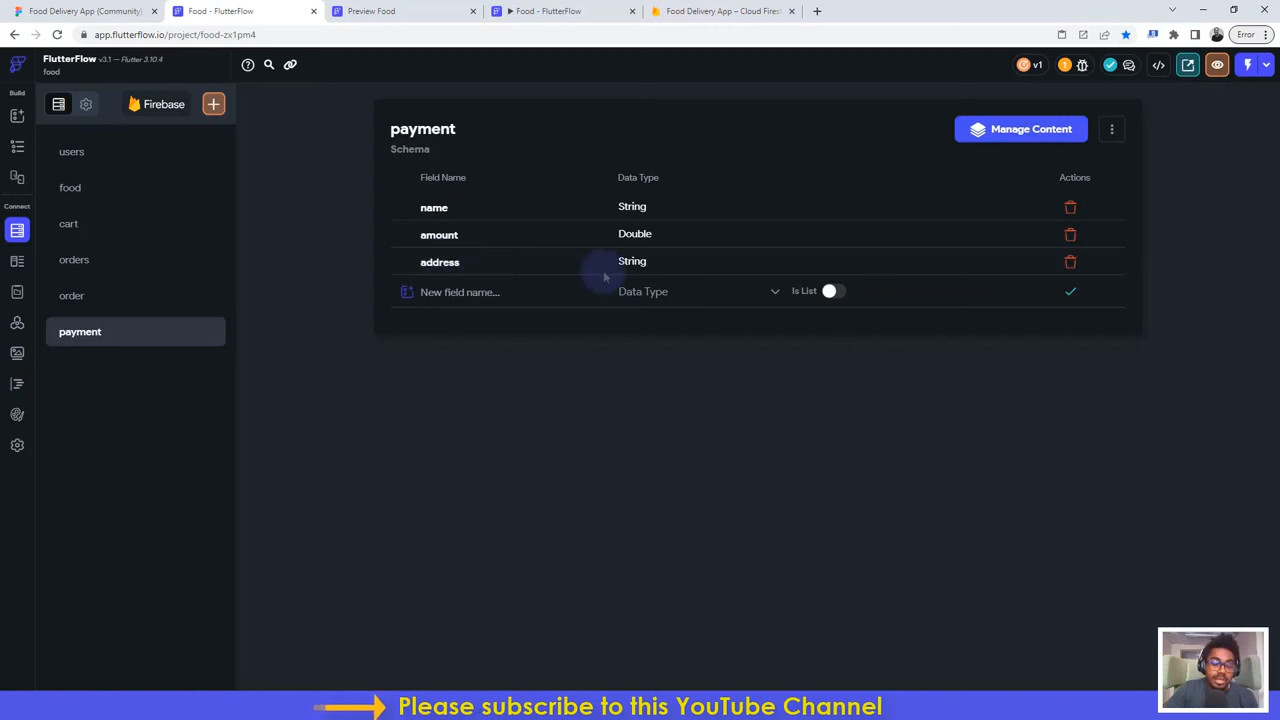 Food Delivery App (Community)
Food - FlutterFlow
Preview Food
Food - FlutterFlow
Food Delivery App – Cloud Fires
app.flutterflow.io/project/food-zx1pm4
Error
FlutterFlow v3.1 — Flutter 3.10.4
food
v1
1
Build
Connect
Firebase
users
food
cart
orders
order
payment
payment
Schema
Manage Content
Field Name Data Type Actions
name String
amount Double
address String
New field name... Data Type Is List
Please subscribe to this YouTube Channel